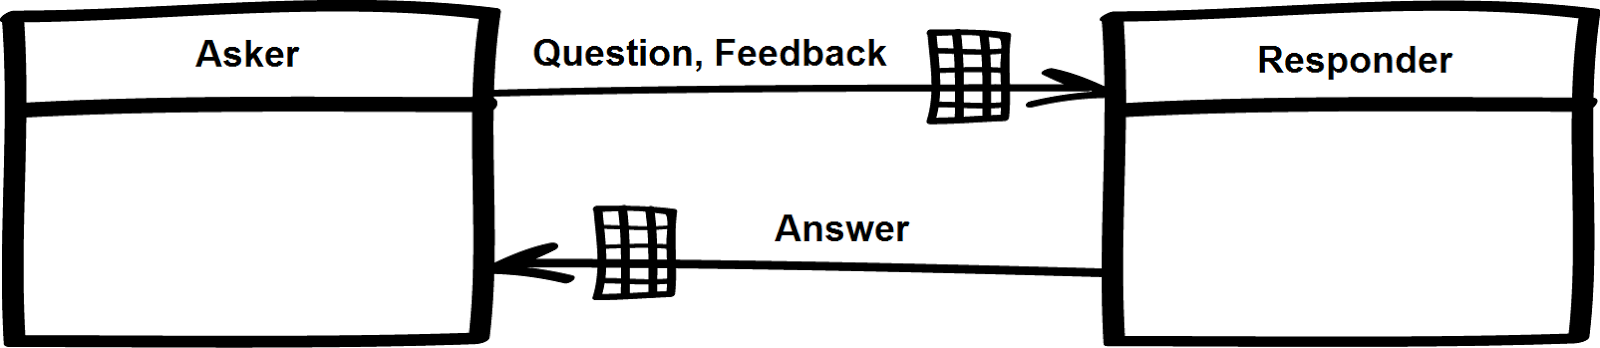 Asker
Question, Feedback
Responder
Answer